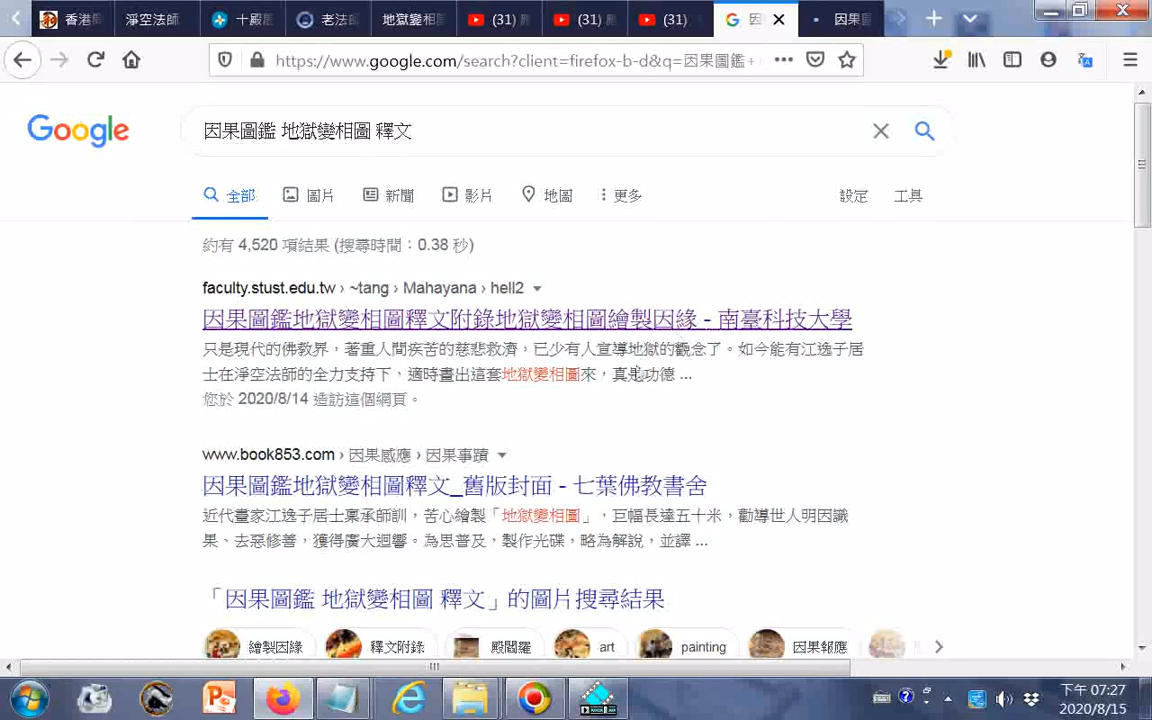 香港
淨空法師
十殿
老法師
地獄變相
(31)
(31)
(31)
因
因果圖
https://www.google.com/search?client=firefox-b-d&q=因果圖鑑+
Google
因果圖鑑 地獄變相圖 釋文
全部
圖片
新聞
影片
地圖
更多
設定
工具
約有 4,520 項結果 (搜尋時間：0.38 秒)
faculty.stust.edu.tw › ~tang › Mahayana › hell2
因果圖鑑地獄變相圖釋文附錄地獄變相圖繪製因緣 - 南臺科技大學
只是現代的佛教界，著重人間疾苦的慈悲救濟，已少有人宣導地獄的觀念了。如今能有江逸子居
士在淨空法師的全力支持下、適時畫出這套地獄變相圖來，真是功德 ...
您於 2020/8/14 造訪這個網頁。
www.book853.com › 因果感應 › 因果事蹟
因果圖鑑地獄變相圖釋文_舊版封面 - 七葉佛教書舍
近代畫家江逸子居士稟承師訓，苦心繪製「地獄變相圖」，巨幅長達五十米，勸導世人明因識
果、去惡修善，獲得廣大迴響。為思普及，製作光碟，略為解說，並譯 ...
「因果圖鑑 地獄變相圖 釋文」的圖片搜尋結果
繪製因緣
釋文附錄
殿閻羅
art
painting
因果報應
下午 07:27
2020/8/15